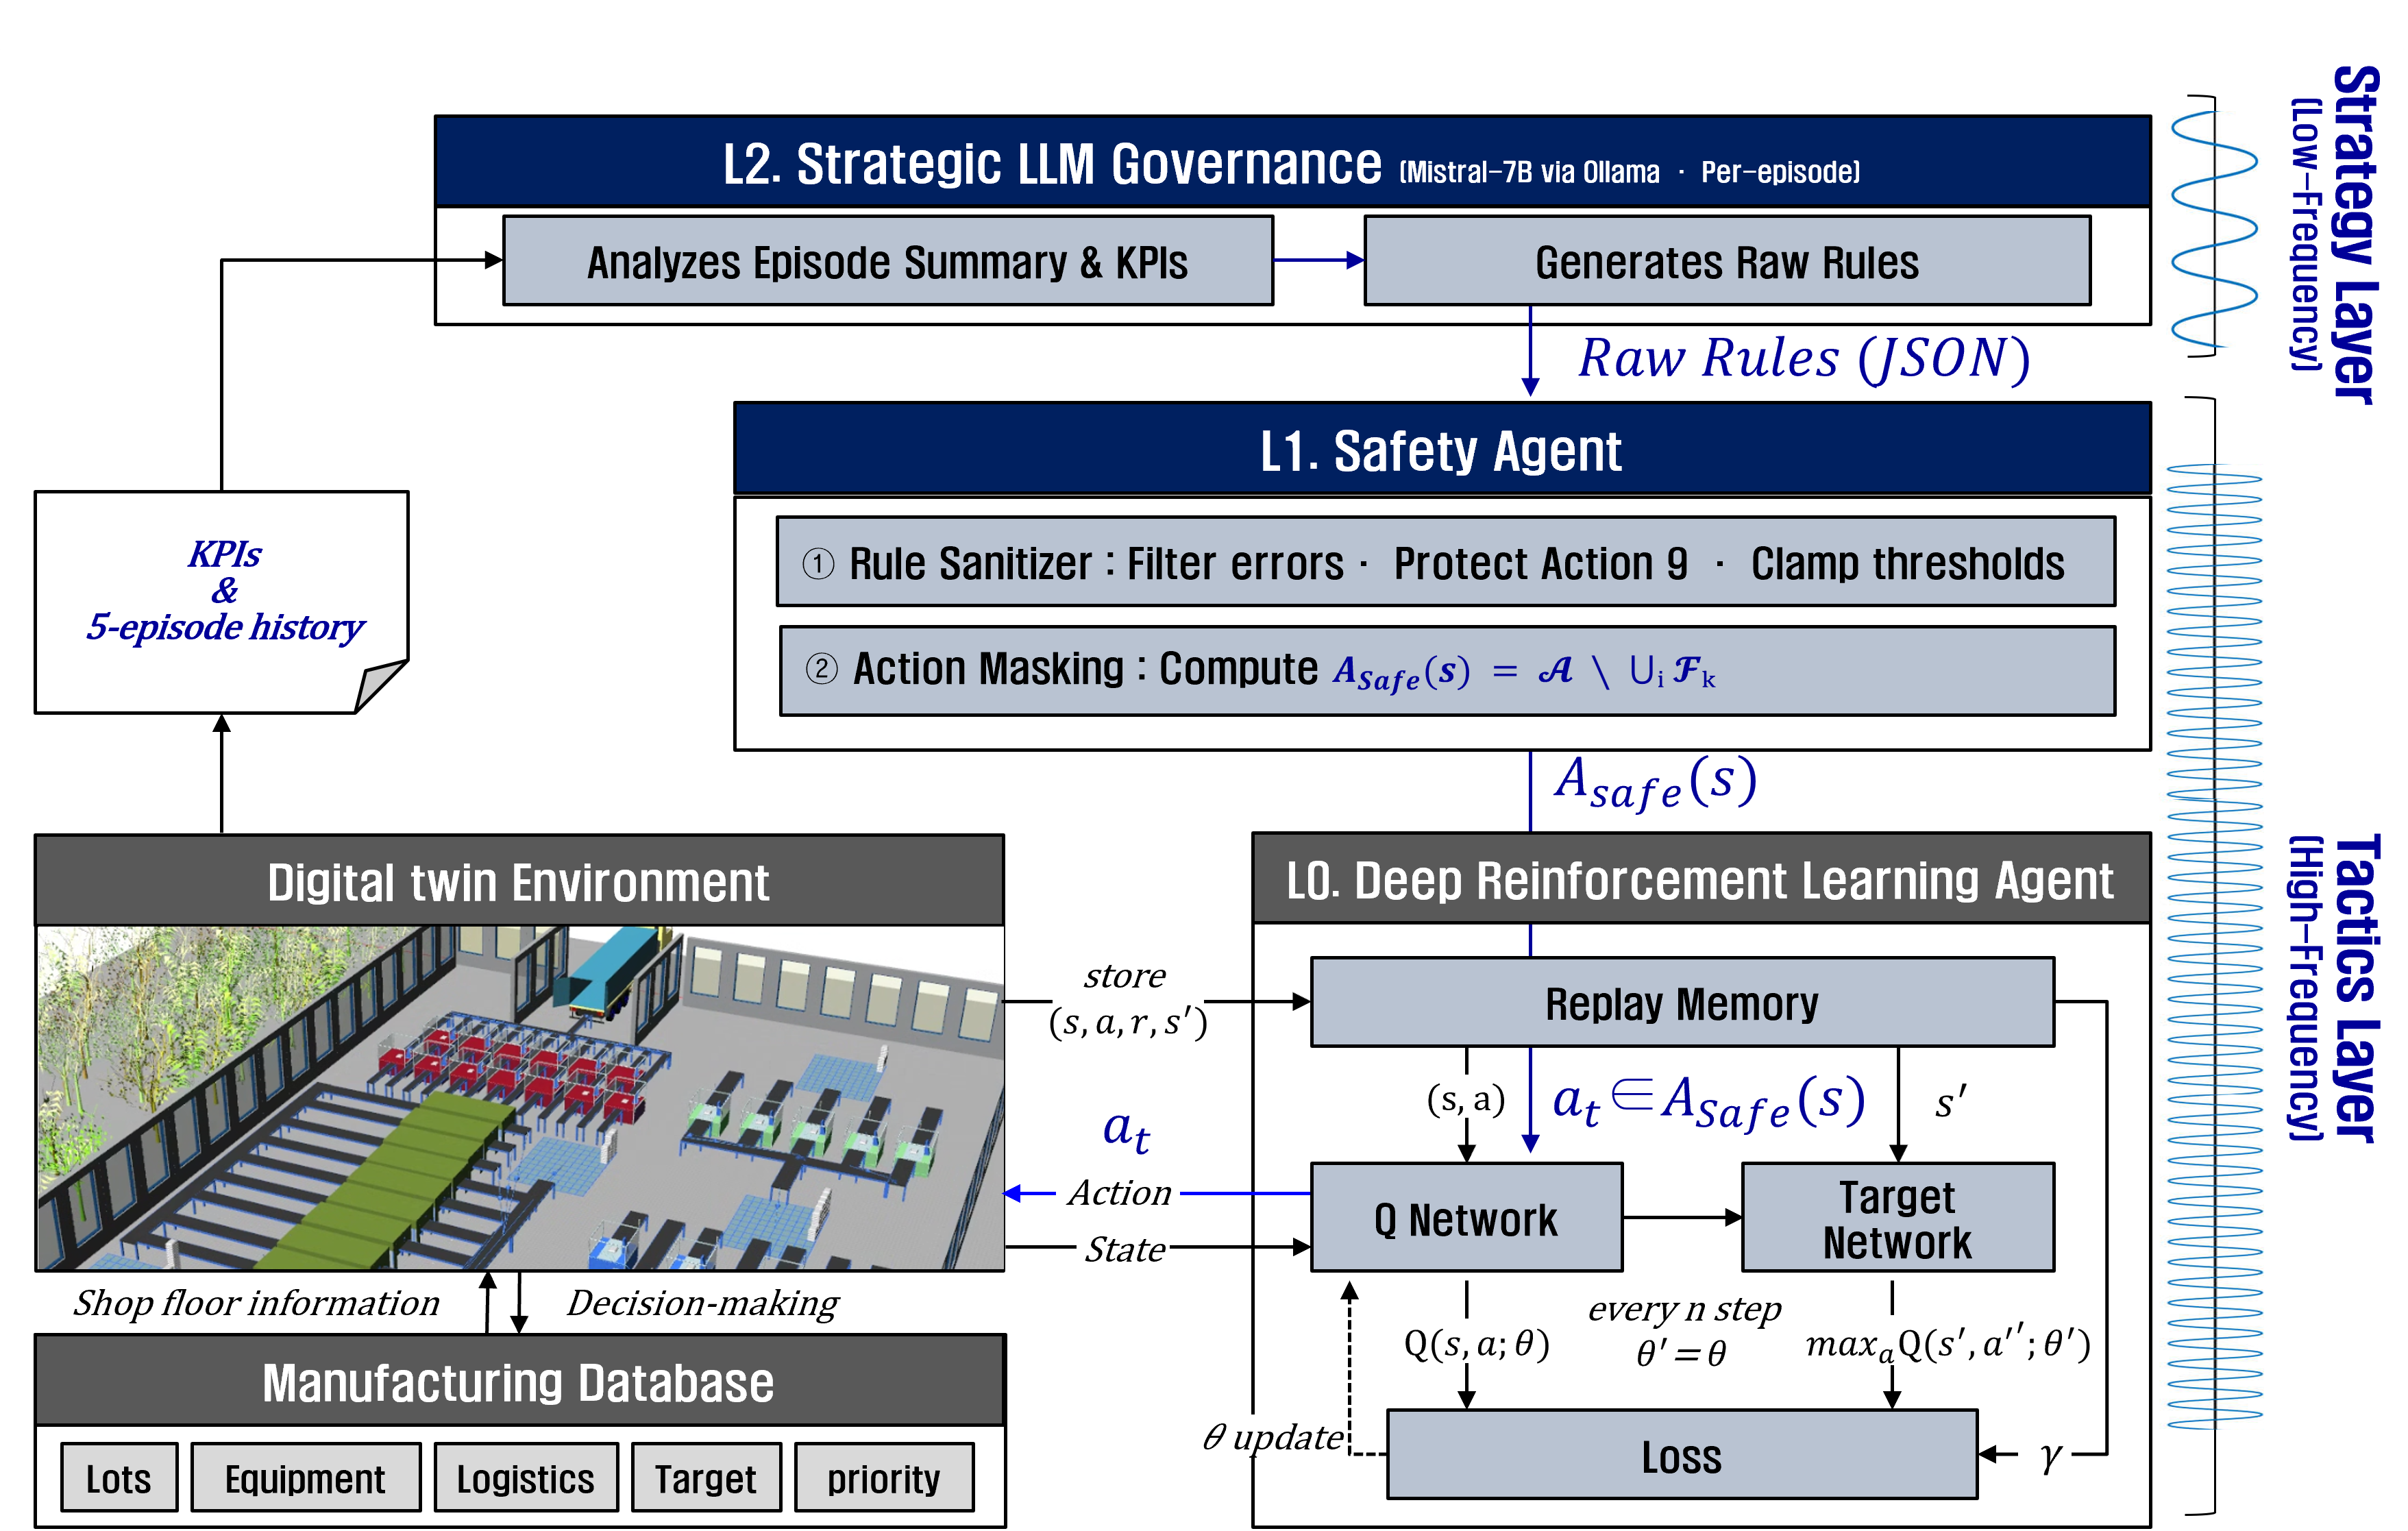 L2. Strategic LLM Governance (Mistral-7B via Ollama · Per-episode)
Analyzes Episode Summary & KPIs
Generates Raw Rules
Raw Rules (JSON)
Strategy Layer
(Low-Frequency)
L1. Safety Agent
① Rule Sanitizer : Filter errors · Protect Action 9 · Clamp thresholds
② Action Masking : Compute A_Safe(s) = 𝒜 \ ⋃_i ℱ_k
KPIs
&
5-episode history
A_safe(s)
Digital twin Environment
L0. Deep Reinforcement Learning Agent
Tactics Layer
(High-Frequency)
store
(s, a, r, s′)
Replay Memory
(s, a)
a_t ∈ A_Safe(s)
s′
a_t
Action
State
Q Network
Target
Network
Shop floor information
Decision-making
Q(s, a; θ)
every n step
θ′ = θ
max_a Q(s′, a′′; θ′)
θ update
Loss
γ
Manufacturing Database
Lots
Equipment
Logistics
Target
priority